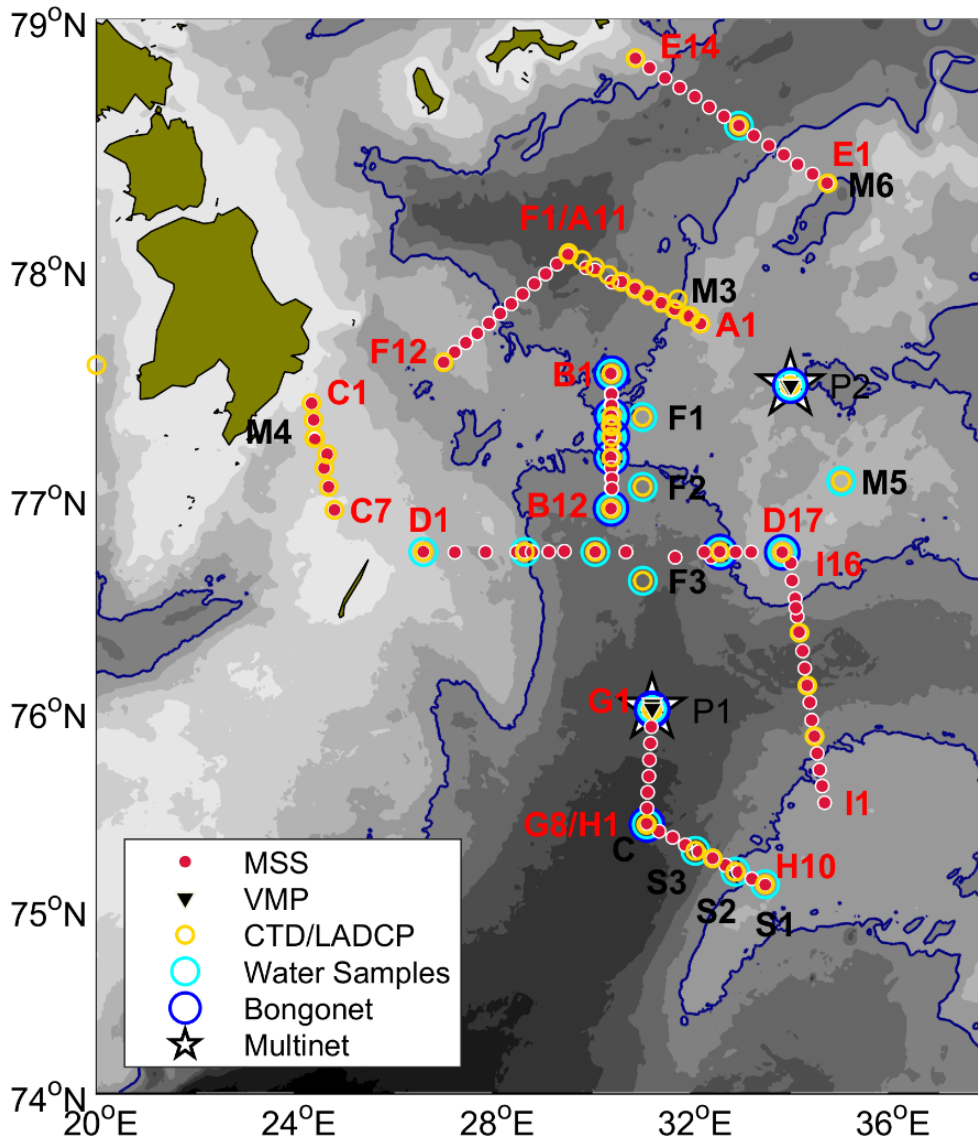 79°N
E14
E1
M6
F1/A11
78°N
M3
A1
F12
B1
P2
C1
F1
M4
F2
M5
77°N
C7
B12
D1
D17
I16
F3
76°N
G1
P1
I1
G8/H1
C
H10
S3
S2
S1
75°N
MSS
VMP
CTD/LADCP
Water Samples
Bongonet
Multinet
74°N
20°E
24°E
28°E
32°E
36°E